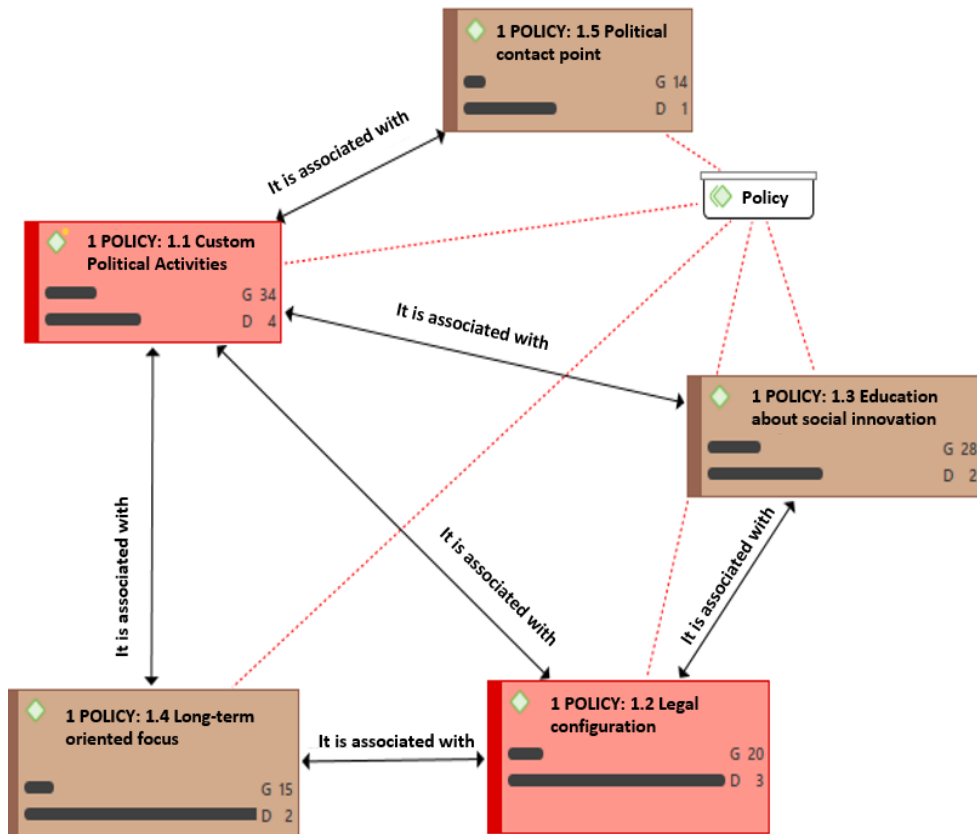 1 POLICY: 1.5 Political
contact point
G 14
D 1
It is associated with
Policy
1 POLICY: 1.1 Custom
Political Activities
G 34
D 4
It is associated with
1 POLICY: 1.3 Education
about social innovation
G 28
D 2
It is associated with
It is associated with
It is associated with
1 POLICY: 1.4 Long-term
oriented focus
G 15
D 2
It is associated with
1 POLICY: 1.2 Legal
configuration
G 20
D 3